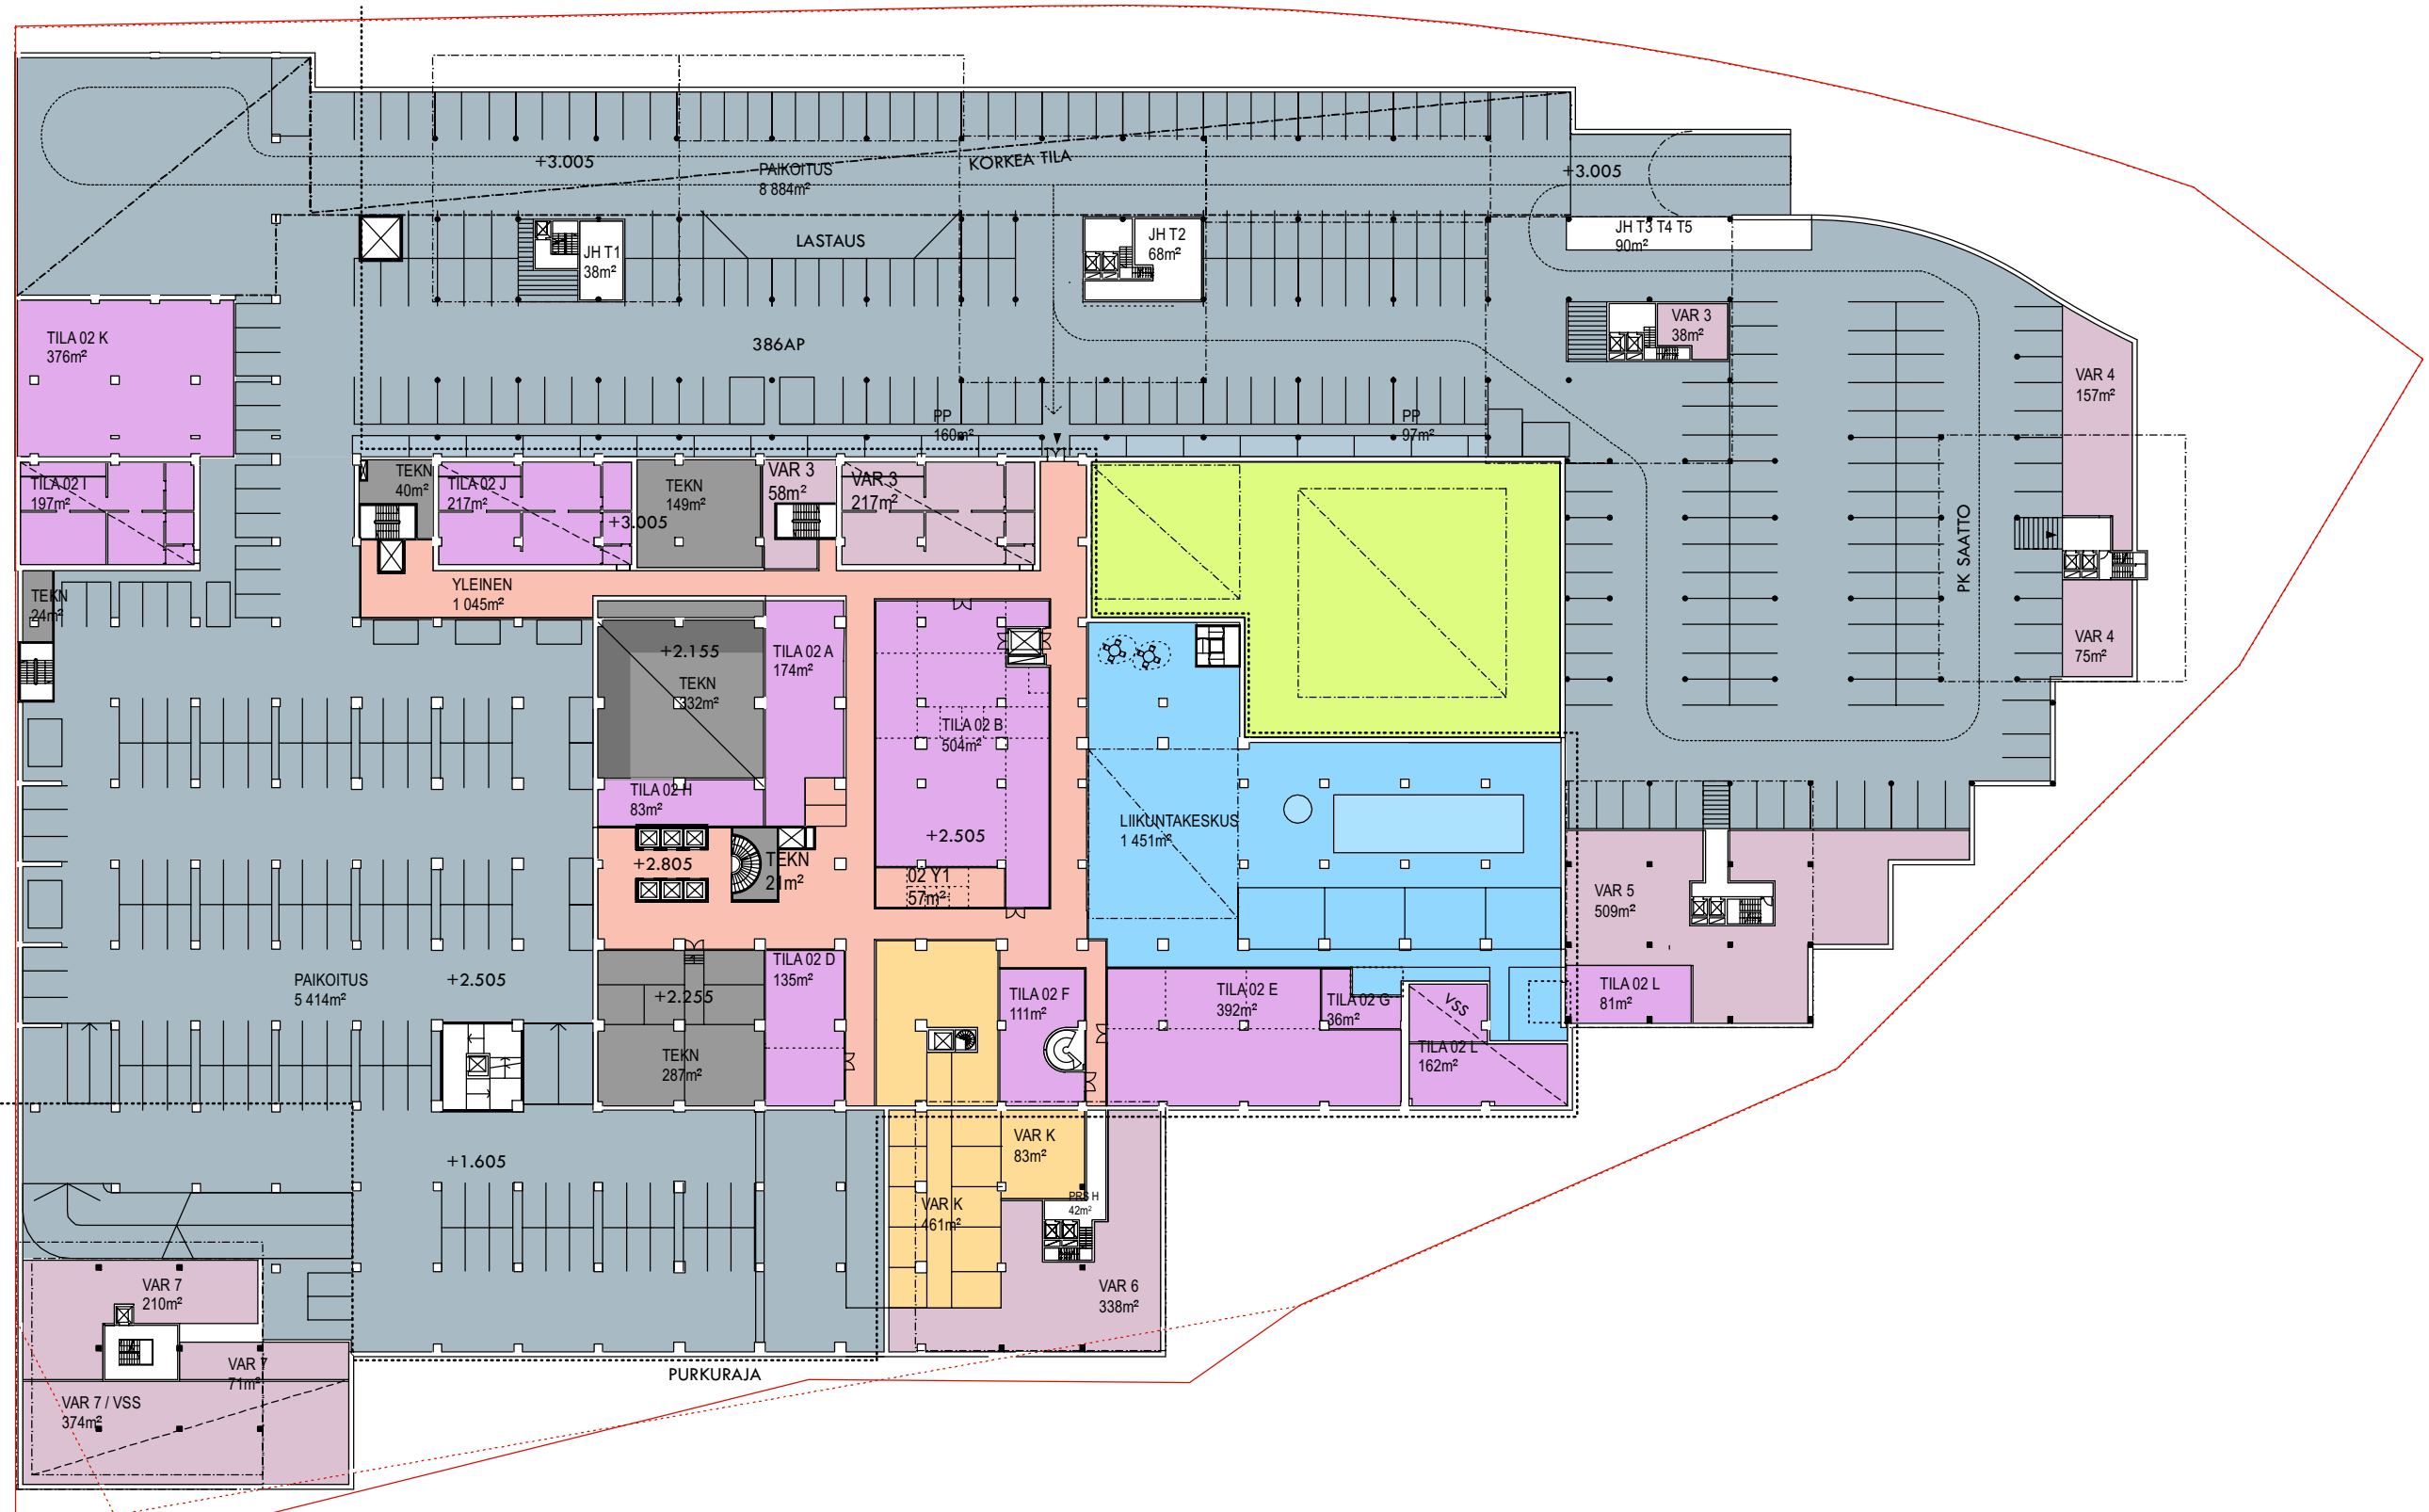 +3.005
PAIKOITUS
8 884m²
KORKEA TILA
+3.005
LASTAUS
JH T1
38m²
JH T2
68m²
JH T3 T4 T5
90m²
TILA 02 K
376m²
386AP
VAR 3
38m²
VAR 4
157m²
PP
160m²
PP
97m²
TILA 02 I
197m²
TEKN
40m²
TILA 02 J
217m²
+3.005
TEKN
149m²
VAR 3
58m²
VAR 3
217m²
PK SAATTO
YLEINEN
1 045m²
TEKN
24m²
+2.155
TEKN
332m²
TILA 02 A
174m²
VAR 4
75m²
TILA 02 B
504m²
TILA 02 H
83m²
+2.505
LIIKUNTAKESKUS
1 451m²
+2.805
TEKN
21m²
02 Y1
57m²
VAR 5
509m²
PAIKOITUS
5 414m²
+2.505
+2.255
TILA 02 D
135m²
TILA 02 F
111m²
TILA 02 E
392m²
TILA 02 G
36m²
VSS
TILA 02 L
81m²
TEKN
287m²
TILA 02 L
162m²
+1.605
VAR K
83m²
VAR K
461m²
PRS H
42m²
VAR 7
210m²
VAR 6
338m²
VAR 7
71m²
PURKURAJA
VAR 7 / VSS
374m²